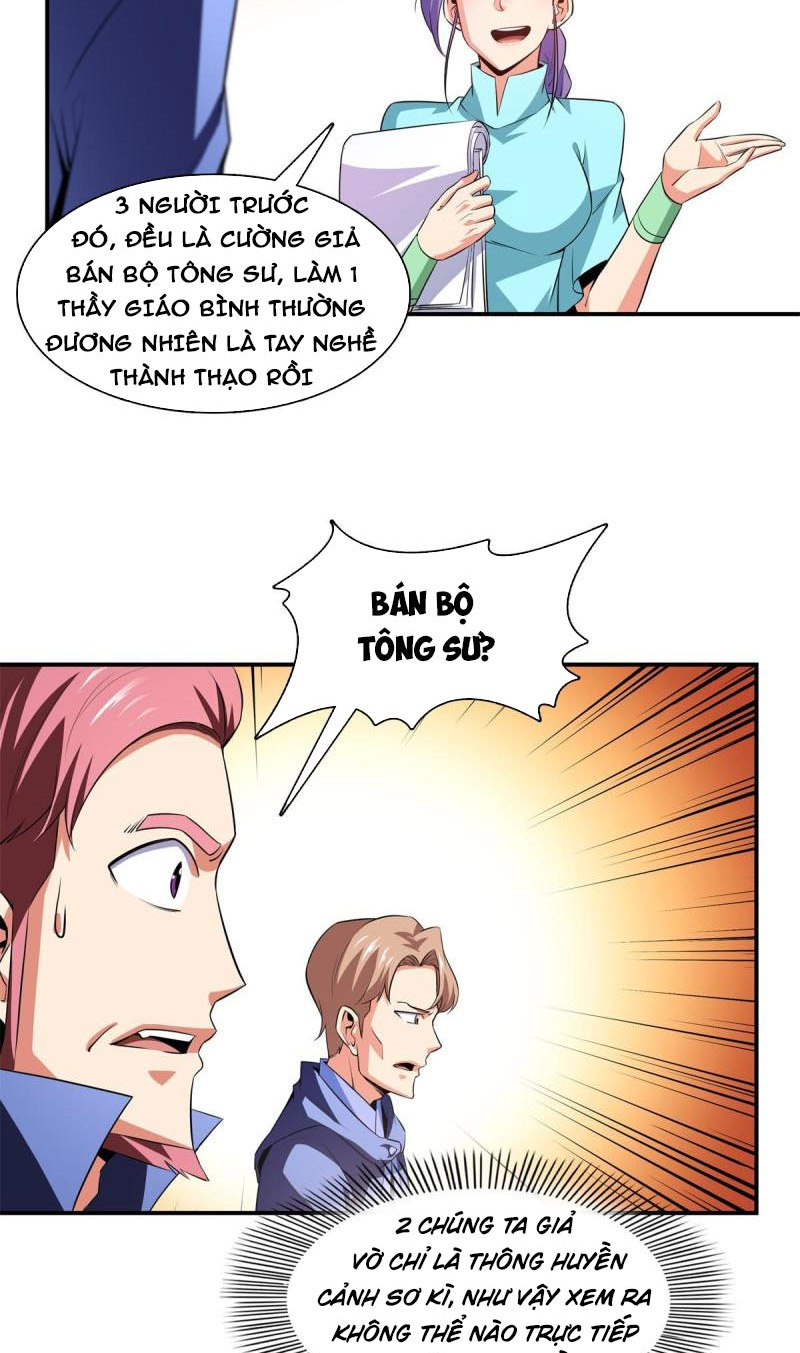 3 NGƯỜI TRƯỚC
ĐÓ, ĐỀU LÀ CƯỜNG GIẢ
BÁN BỘ TÔNG SƯ, LÀM 1
THẦY GIÁO BÌNH THƯỜNG
ĐƯƠNG NHIÊN LÀ TAY NGHỀ
THÀNH THẠO RỒI
BÁN BỘ
TÔNG SƯ?
2 CHÚNG TA GIẢ
VỜ CHỈ LÀ THÔNG HUYỀN
CẢNH SƠ KÌ, NHƯ VẬY XEM RA
KHÔNG THỂ NÀO TRỰC TIẾP